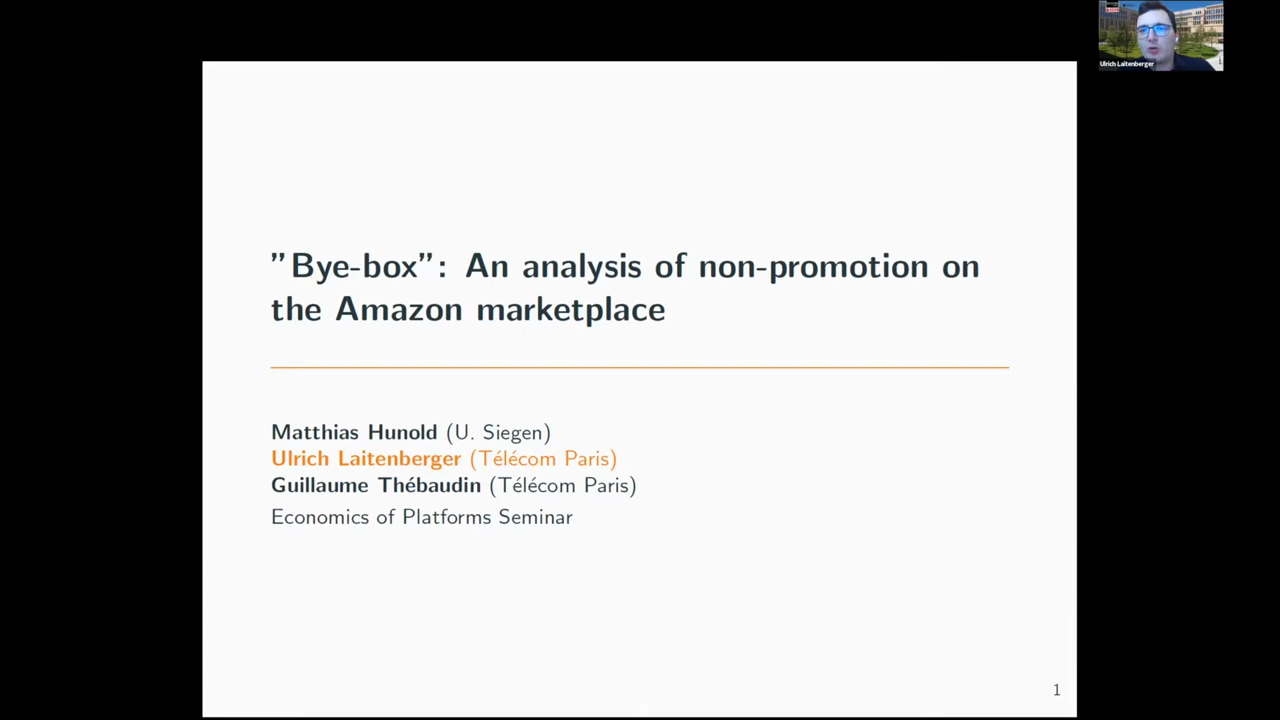 Ulrich Laitenberger
"Bye-box": An analysis of non-promotion on
the Amazon marketplace
Matthias Hunold (U. Siegen)
Ulrich Laitenberger (Télécom Paris)
Guillaume Thébaudin (Télécom Paris)
Economics of Platforms Seminar
1